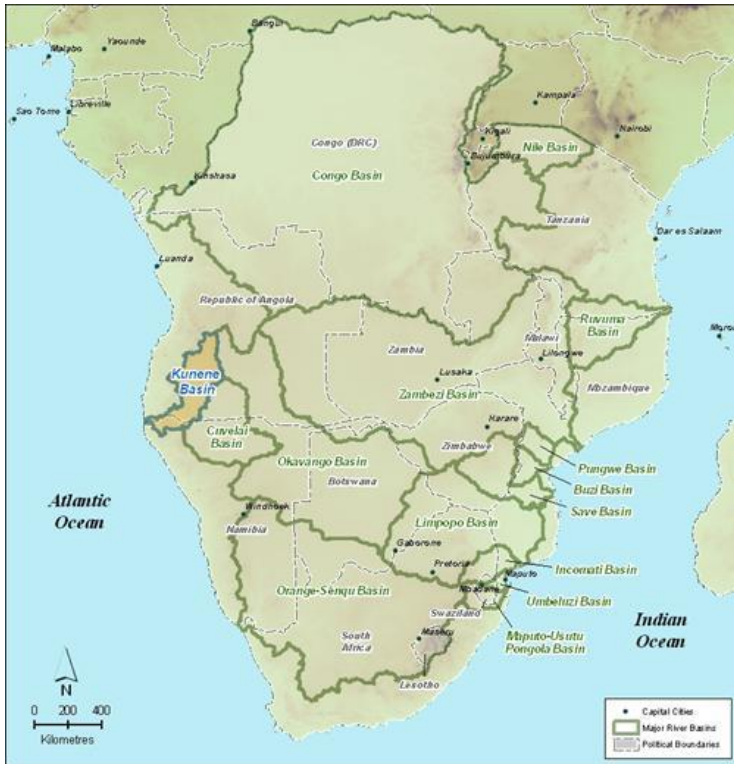 Bangui
Yaounde
Malabo
Kampala
Libreville
Sao Tome
Kigali
Nairobi
Congo (DRC)
Nile Basin
Bujumbura
Congo Basin
Kinshasa
Tanzania
Dar es Salaam
Luanda
Republic of Angola
Ruvuma
Basin
Malawi
Zambia
Lilongwe
Moroni
Kunene
Basin
Lusaka
Mozambique
Zambezi Basin
Cuvelai
Basin
Harare
Zimbabwe
Okavango Basin
Pungwe Basin
Botswana
Buzi Basin
Atlantic
Ocean
Save Basin
Windhoek
Limpopo Basin
Namibia
Gaborone
Pretoria
Incomati Basin
Maputo
Mbabane
Orange-Senqu Basin
Umbeluzi Basin
Swaziland
Indian
Ocean
South
Africa
Maseru
Maputo-Usutu
Pongola Basin
Lesotho
N
0 200 400
Kilometres
Capital Cities
Major River Basins
Political Boundaries